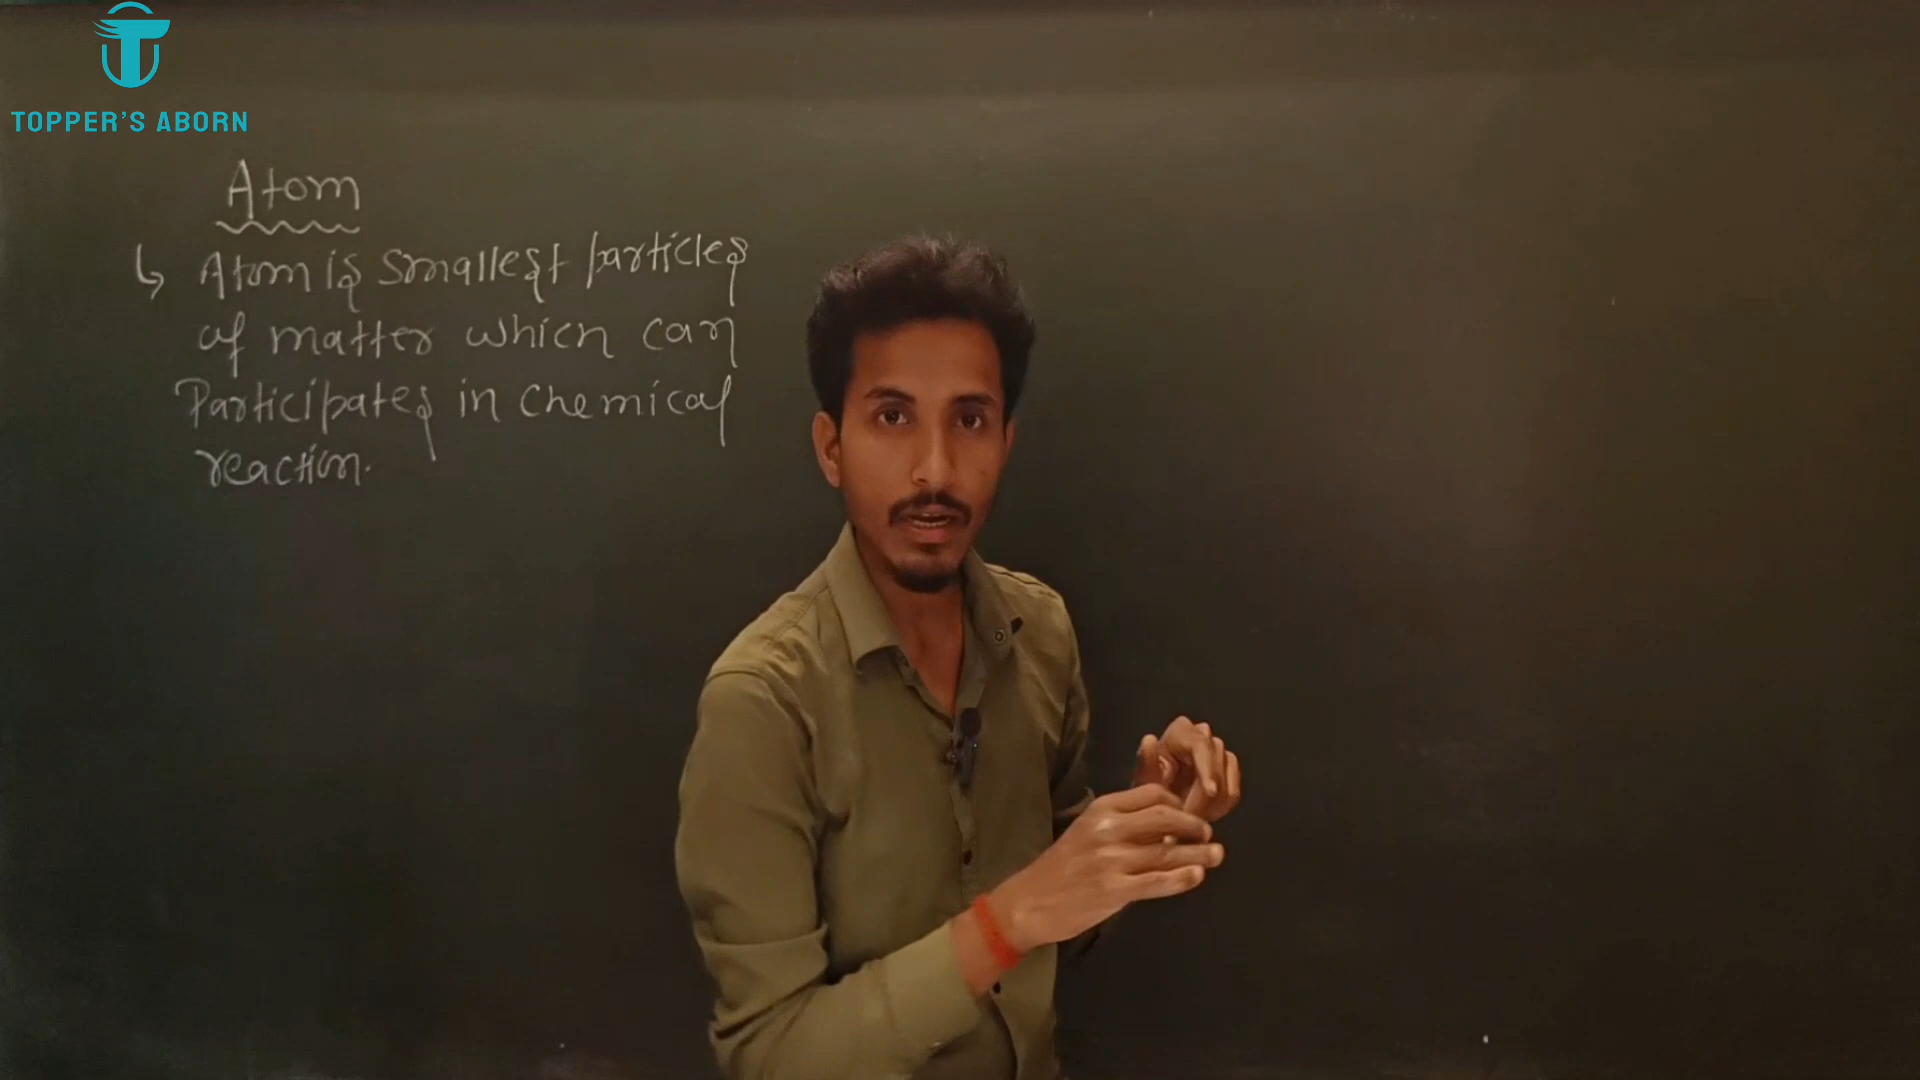 TOPPER'S ABORN
Atom
↳ Atom is smallest particles
of matter which can
Participates in chemical
reaction.